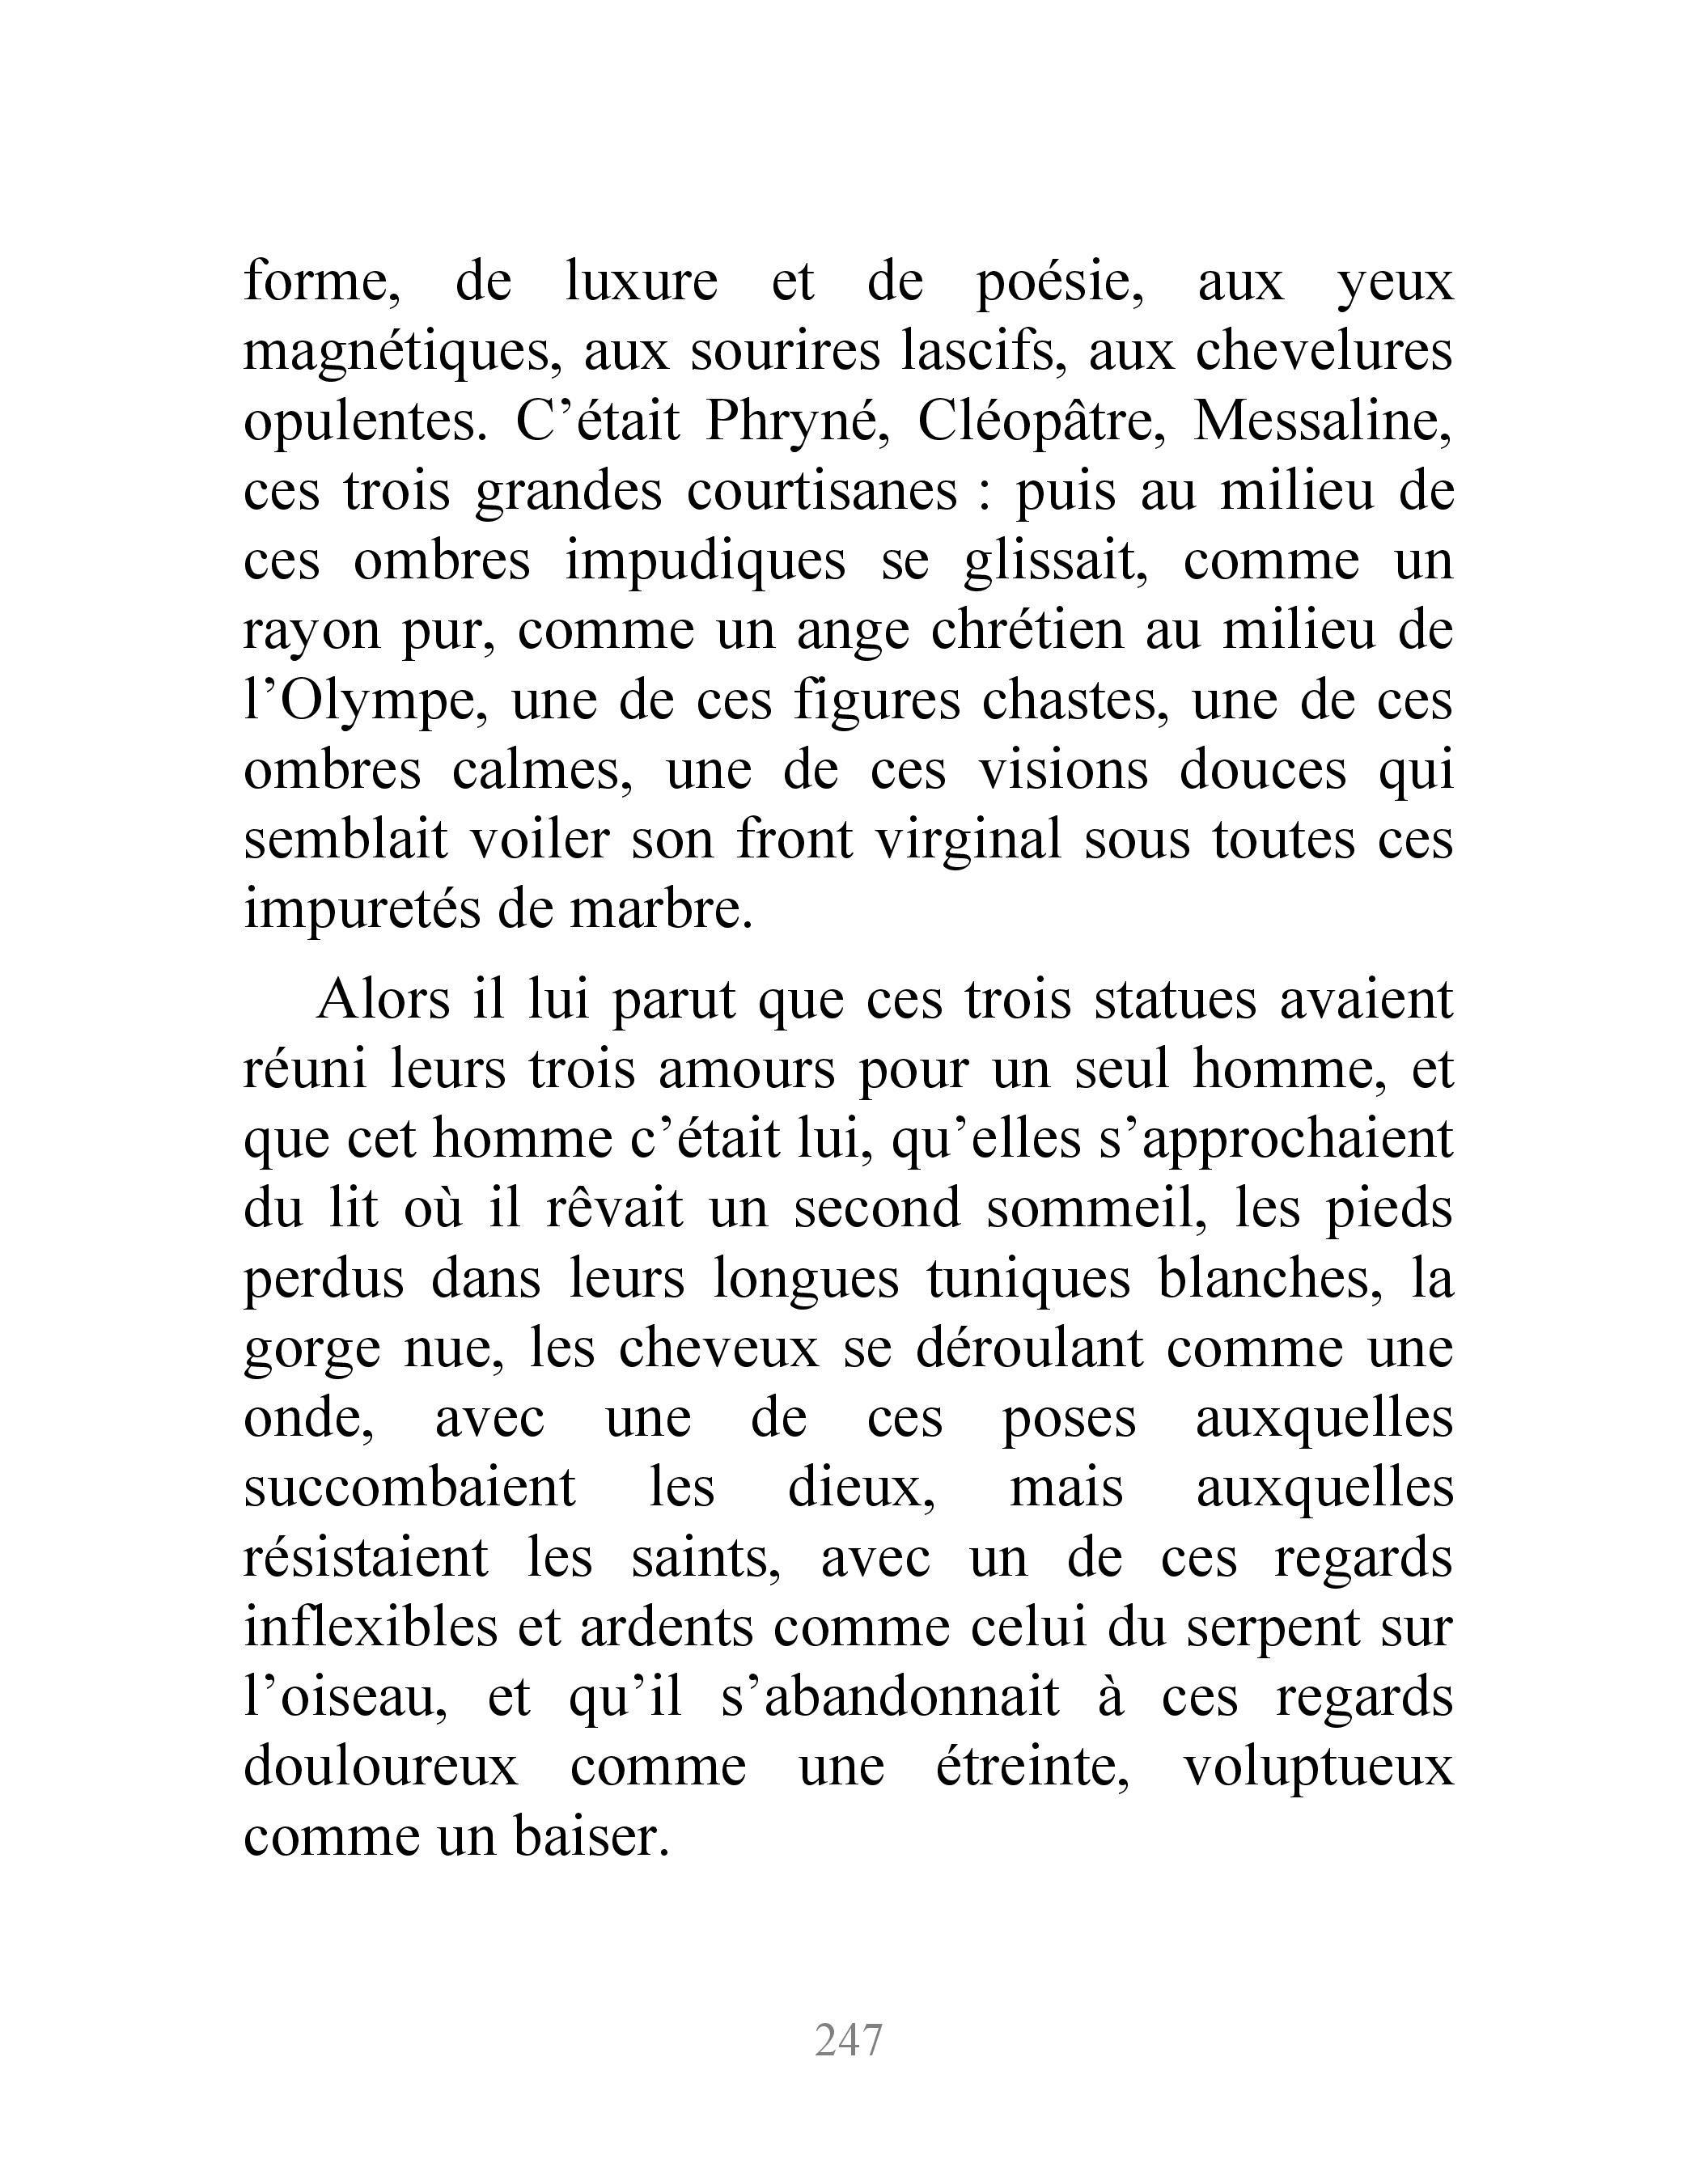 forme, de luxure et de poésie, aux yeux
magnétiques, aux sourires lascifs, aux chevelures
opulentes. C’était Phryné, Cléopâtre, Messaline,
ces trois grandes courtisanes : puis au milieu de
ces ombres impudiques se glissait, comme un
rayon pur, comme un ange chrétien au milieu de
l’Olympe, une de ces figures chastes, une de ces
ombres calmes, une de ces visions douces qui
semblait voiler son front virginal sous toutes ces
impuretés de marbre.
Alors il lui parut que ces trois statues avaient
réuni leurs trois amours pour un seul homme, et
que cet homme c’était lui, qu’elles s’approchaient
du lit où il rêvait un second sommeil, les pieds
perdus dans leurs longues tuniques blanches, la
gorge nue, les cheveux se déroulant comme une
onde, avec une de ces poses auxquelles
succombaient les dieux, mais auxquelles
résistaient les saints, avec un de ces regards
inflexibles et ardents comme celui du serpent sur
l’oiseau, et qu’il s’abandonnait à ces regards
douloureux comme une étreinte, voluptueux
comme un baiser.
247